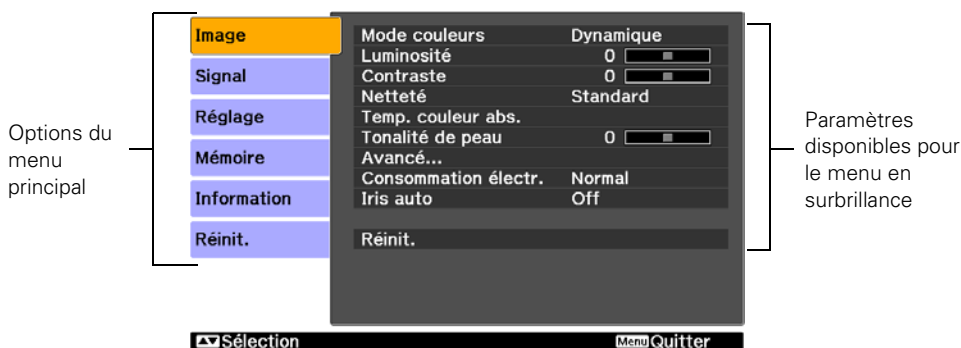 Options du
menu
principal
Image
Signal
Réglage
Mémoire
Information
Réinit.
Mode couleurs Dynamique
Luminosité 0
Contraste 0
Netteté Standard
Temp. couleur abs.
Tonalité de peau 0
Avancé...
Consommation électr. Normal
Iris auto Off
Réinit.
Paramètres
disponibles pour
le menu en
surbrillance
Sélection Menu Quitter